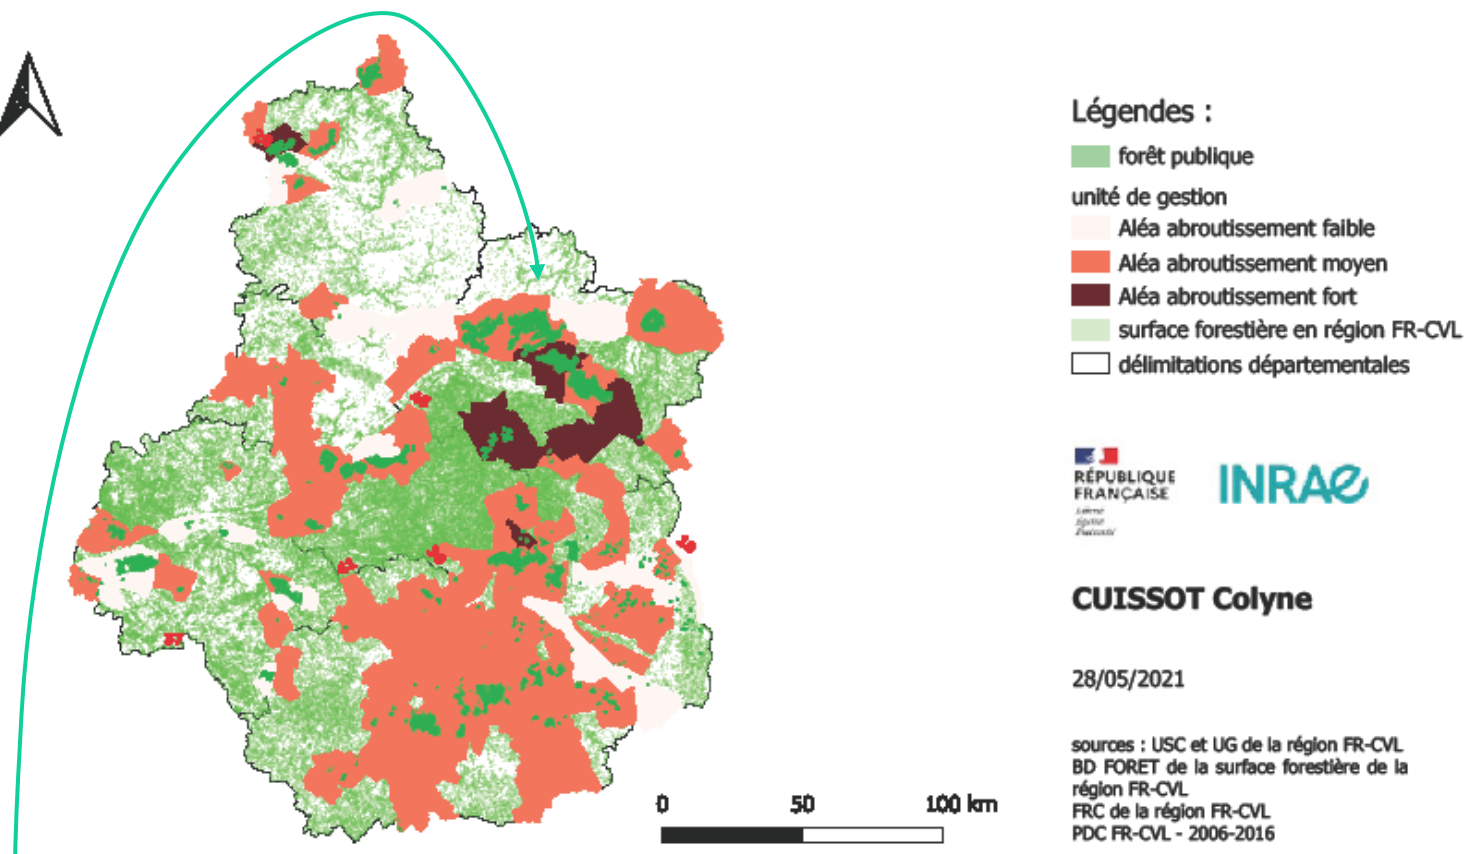 Légendes :
forêt publique
unité de gestion
Aléa abroutissement faible
Aléa abroutissement moyen
Aléa abroutissement fort
surface forestière en région FR-CVL
délimitations départementales
RÉPUBLIQUE
FRANÇAISE
Liberté
Égalité
Fraternité
INRAE
CUISSOT Colyne
28/05/2021
sources : USC et UG de la région FR-CVL
BD FORET de la surface forestière de la
région FR-CVL
FRC de la région FR-CVL
PDC FR-CVL - 2006-2016
0 50 100 km